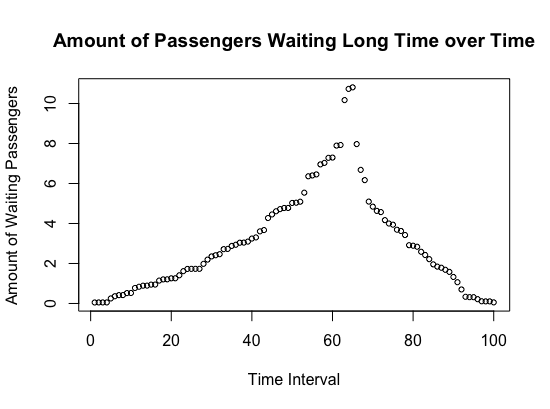 Amount of Passengers Waiting Long Time over Time
Amount of Waiting Passengers
10
8
6
4
2
0
0 20 40 60 80 100
Time Interval